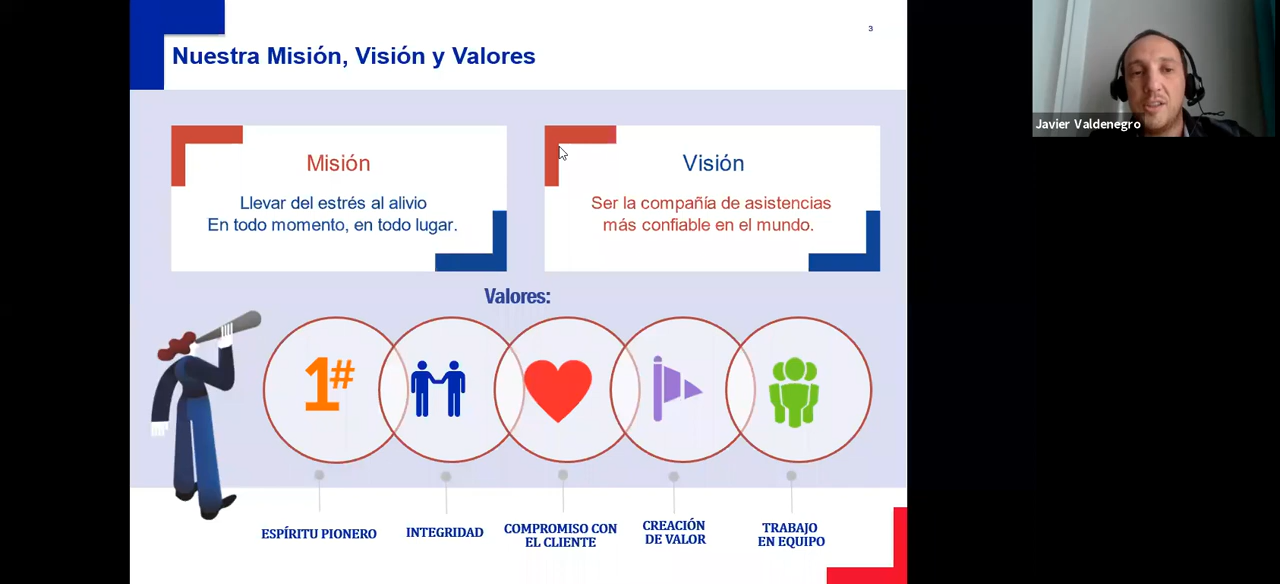 3
Nuestra Misión, Visión y Valores
Misión
Llevar del estrés al alivio
En todo momento, en todo lugar.
Visión
Ser la compañía de asistencias
más confiable en el mundo.
Valores:
1#
ESPÍRITU PIONERO
INTEGRIDAD
COMPROMISO CON
EL CLIENTE
CREACIÓN
DE VALOR
TRABAJO
EN EQUIPO
Javier Valdenegro